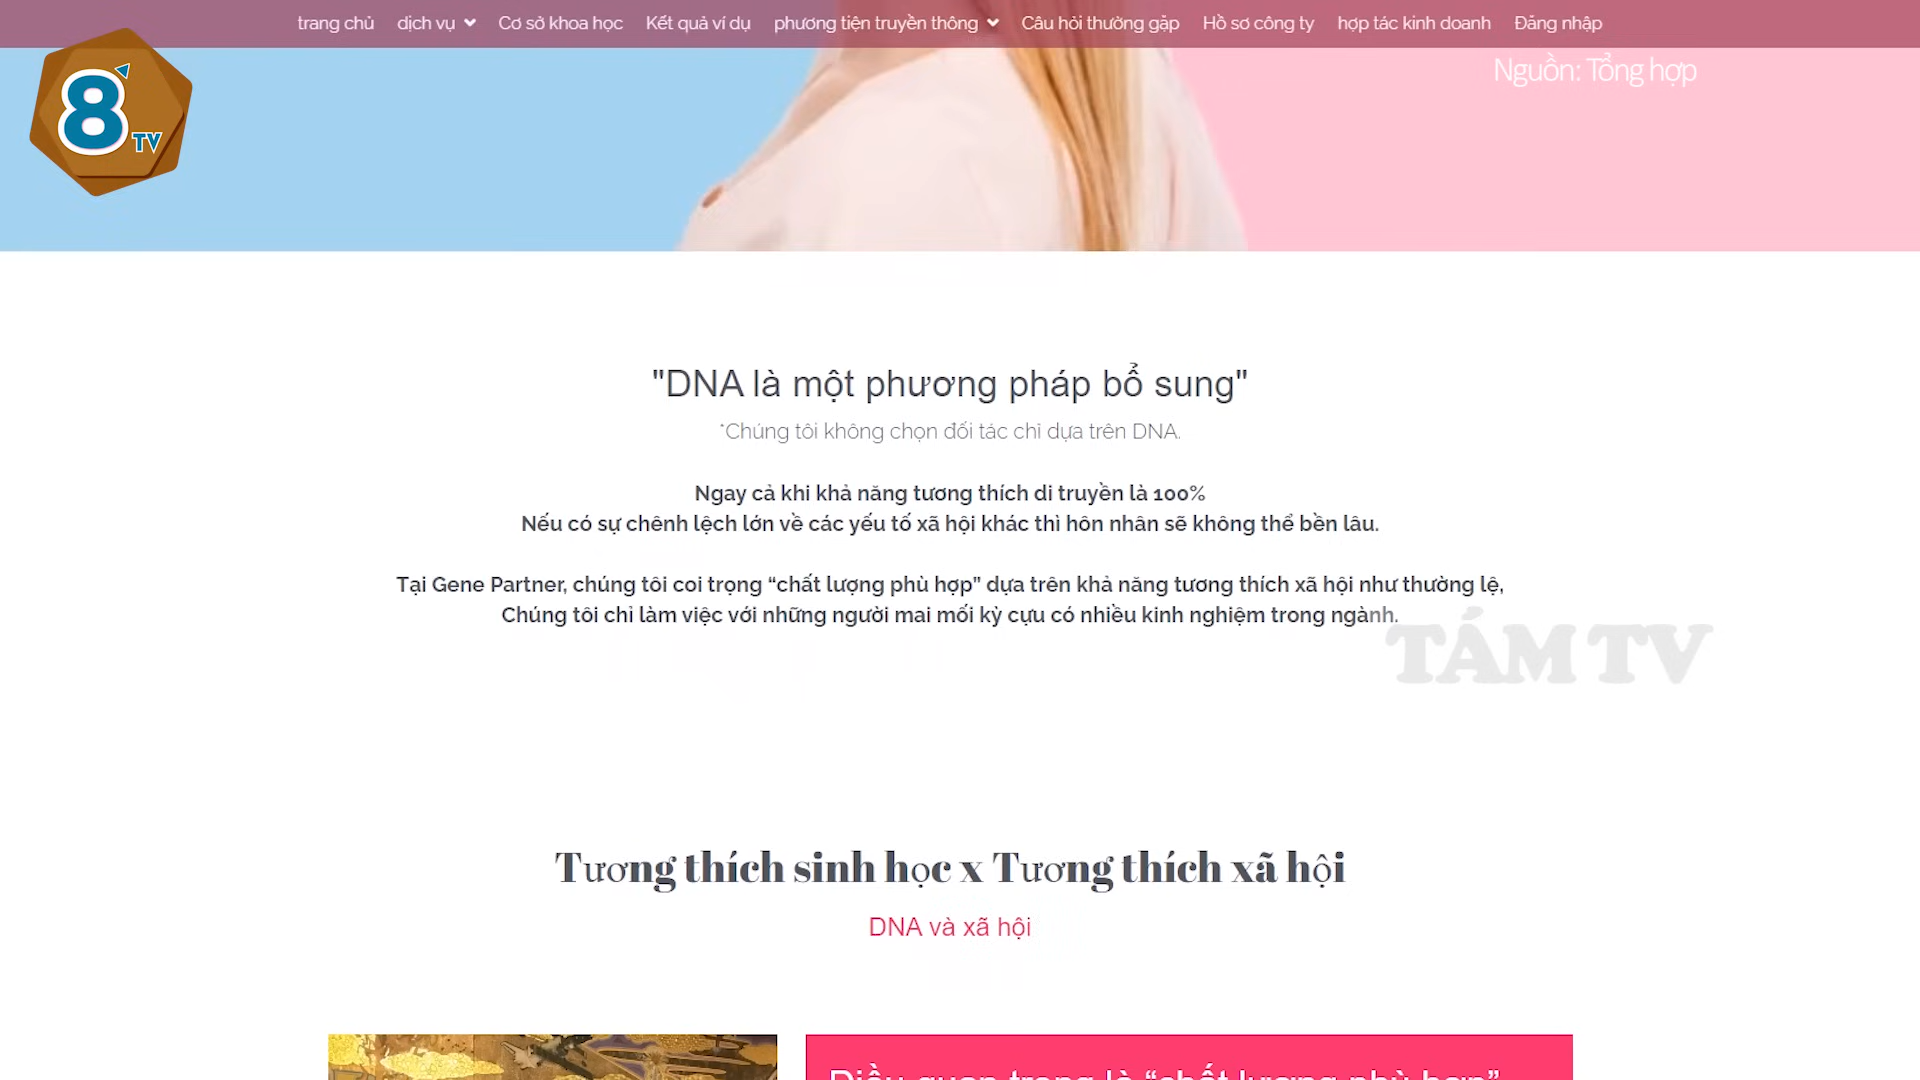 trang chủ dịch vụ Cơ sở khoa học Kết quả ví dụ phương tiện truyền thông Câu hỏi thường gặp Hồ sơ công ty hợp tác kinh doanh Đăng nhập
8 TV
Nguồn: Tổng hợp
"DNA là một phương pháp bổ sung"
*Chúng tôi không chọn đối tác chỉ dựa trên DNA.
Ngay cả khi khả năng tương thích di truyền là 100%
Nếu có sự chênh lệch lớn về các yếu tố xã hội khác thì hôn nhân sẽ không thể bền lâu.
Tại Gene Partner, chúng tôi coi trọng “chất lượng phù hợp” dựa trên khả năng tương thích xã hội như thường lệ,
Chúng tôi chỉ làm việc với những người mai mối kỳ cựu có nhiều kinh nghiệm trong ngành.
TÁM TV
Tương thích sinh học x Tương thích xã hội
DNA và xã hội
Điều quan trọng là “chất lượng phù hợp”